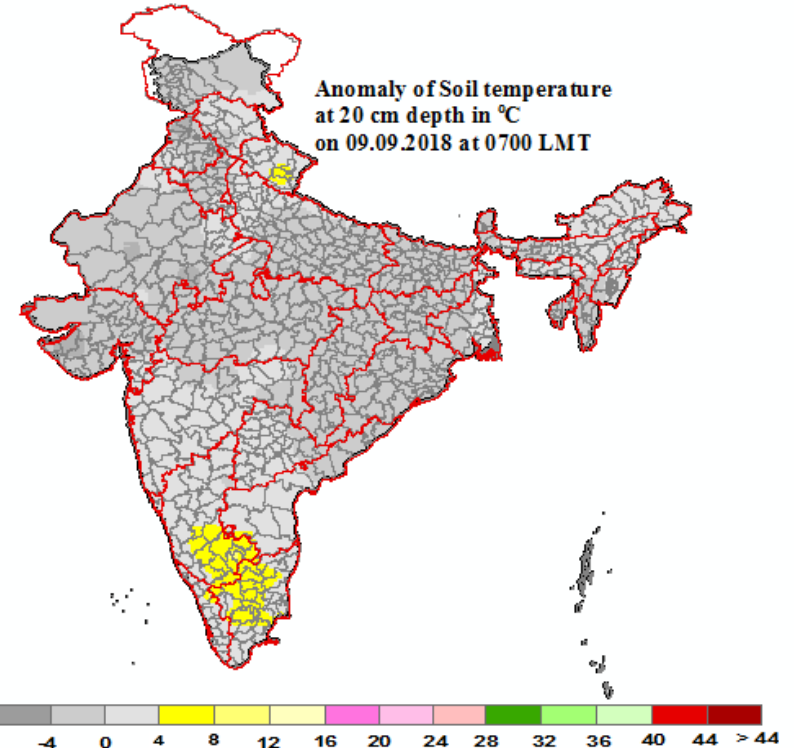 Anomaly of Soil temperature
at 20 cm depth in °C
on 09.09.2018 at 0700 LMT
-4 0 4 8 12 16 20 24 28 32 36 40 44 > 44